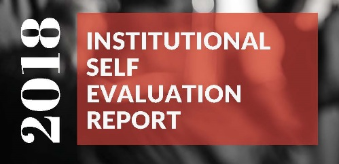 2018
INSTITUTIONAL
SELF
EVALUATION
REPORT